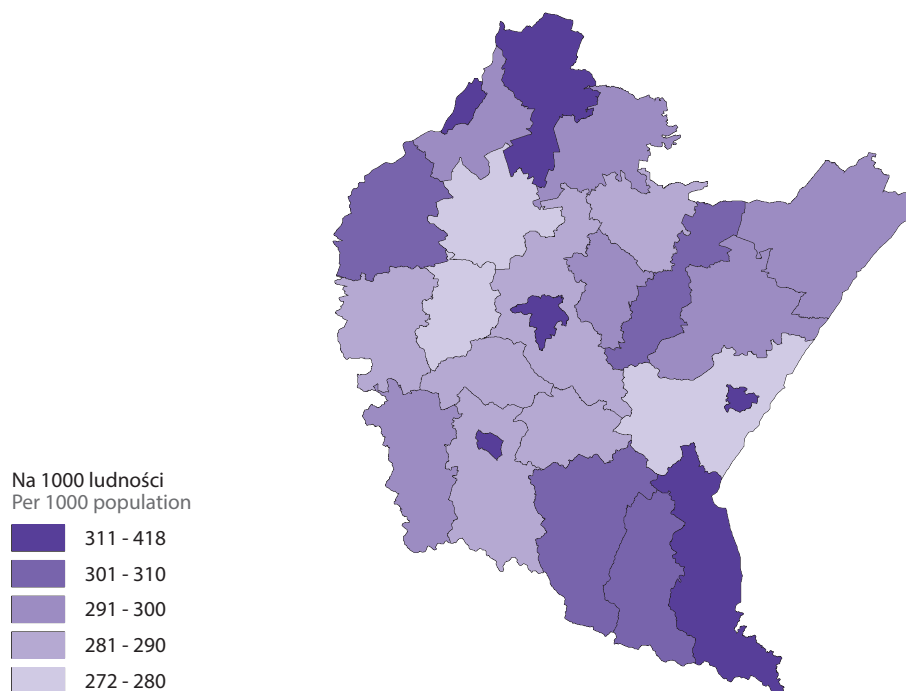 Na 1000 ludności
Per 1000 population
311 - 418
301 - 310
291 - 300
281 - 290
272 - 280